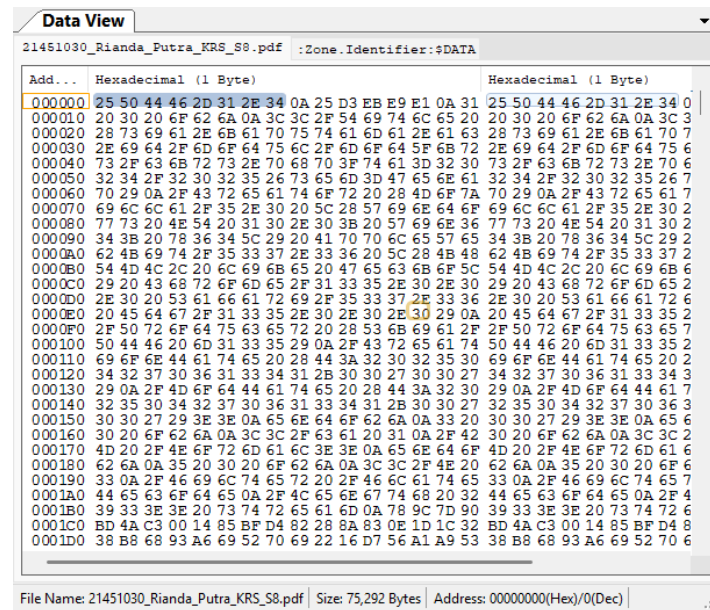 Data View
21451030_Rianda_Putra_KRS_S8.pdf :Zone.Identifier:$DATA
Add... Hexadecimal (1 Byte) Hexadecimal (1 Byte)
000000 25 50 44 46 2D 31 2E 34 0A 25 D3 EB E9 E1 0A 31 25 50 44 46 2D 31 2E 34 0
000010 20 30 20 6F 62 6A 0A 3C 3C 2F 54 69 74 6C 65 20 20 30 20 6F 62 6A 0A 3C 3
000020 28 73 69 61 2E 6B 61 70 75 74 61 6D 61 2E 61 63 28 73 69 61 2E 6B 61 70 7
000030 2E 69 64 2F 6D 6F 64 75 6C 2F 6D 6F 64 5F 6B 72 2E 69 64 2F 6D 6F 64 75 6
000040 73 2F 63 6B 72 73 2E 70 68 70 3F 74 61 3D 32 30 73 2F 63 6B 72 73 2E 70 6
000050 32 34 2F 32 30 32 35 26 73 65 6D 3D 47 65 6E 61 32 34 2F 32 30 32 35 26 7
000060 70 29 0A 2F 43 72 65 61 74 6F 72 20 28 4D 6F 7A 70 29 0A 2F 43 72 65 61 7
000070 69 6C 6C 61 2F 35 2E 30 20 5C 28 57 69 6E 64 6F 69 6C 6C 61 2F 35 2E 30 2
000080 77 73 20 4E 54 20 31 30 2E 30 3B 20 57 69 6E 36 77 73 20 4E 54 20 31 30 2
000090 34 3B 20 78 36 34 5C 29 20 41 70 70 6C 65 57 65 34 3B 20 78 36 34 5C 29 2
0000A0 62 4B 69 74 2F 35 33 37 2E 33 36 20 5C 28 4B 48 62 4B 69 74 2F 35 33 37 2
0000B0 54 4D 4C 2C 20 6C 69 6B 65 20 47 65 63 6B 6F 5C 54 4D 4C 2C 20 6C 69 6B 6
0000C0 29 20 43 68 72 6F 6D 65 2F 31 33 35 2E 30 2E 30 29 20 43 68 72 6F 6D 65 2
0000D0 2E 30 20 53 61 66 61 72 69 2F 35 33 37 2E 33 36 2E 30 20 53 61 66 61 72 6
0000E0 20 45 64 67 2F 31 33 35 2E 30 2E 30 2E 30 29 0A 20 45 64 67 2F 31 33 35 2
0000F0 2F 50 72 6F 64 75 63 65 72 20 28 53 6B 69 61 2F 2F 50 72 6F 64 75 63 65 7
000100 50 44 46 20 6D 31 33 35 29 0A 2F 43 72 65 61 74 50 44 46 20 6D 31 33 35 2
000110 69 6F 6E 44 61 74 65 20 28 44 3A 32 30 32 35 30 69 6F 6E 44 61 74 65 20 2
000120 34 32 37 30 36 31 33 34 31 2B 30 30 27 30 30 27 34 32 37 30 36 31 33 34 3
000130 29 0A 2F 4D 6F 64 44 61 74 65 20 28 44 3A 32 30 29 0A 2F 4D 6F 64 44 61 7
000140 32 35 30 34 32 37 30 36 31 33 34 31 2B 30 30 27 32 35 30 34 32 37 30 36 3
000150 30 30 27 29 3E 3E 0A 65 6E 64 6F 62 6A 0A 33 20 30 30 27 29 3E 3E 0A 65 6
000160 30 20 6F 62 6A 0A 3C 3C 2F 63 61 20 31 0A 2F 42 30 20 6F 62 6A 0A 3C 3C 2
000170 4D 20 2F 4E 6F 72 6D 61 6C 3E 3E 0A 65 6E 64 6F 4D 20 2F 4E 6F 72 6D 61 6
000180 62 6A 0A 35 20 30 20 6F 62 6A 0A 3C 3C 2F 4E 20 62 6A 0A 35 20 30 20 6F 6
000190 33 0A 2F 46 69 6C 74 65 72 20 2F 46 6C 61 74 65 33 0A 2F 46 69 6C 74 65 7
0001A0 44 65 63 6F 64 65 0A 2F 4C 65 6E 67 74 68 20 32 44 65 63 6F 64 65 0A 2F 4
0001B0 39 33 3E 3E 20 73 74 72 65 61 6D 0A 78 9C 7D 90 39 33 3E 3E 20 73 74 72 6
0001C0 BD 4A C3 00 14 85 BF D4 82 28 8A 83 0E 1D 1C 32 BD 4A C3 00 14 85 BF D4 8
0001D0 38 B8 68 93 A6 69 52 70 69 22 16 D7 56 A1 A9 53 38 B8 68 93 A6 69 52 70 6
File Name: 21451030_Rianda_Putra_KRS_S8.pdf Size: 75,292 Bytes Address: 00000000(Hex)/0(Dec)